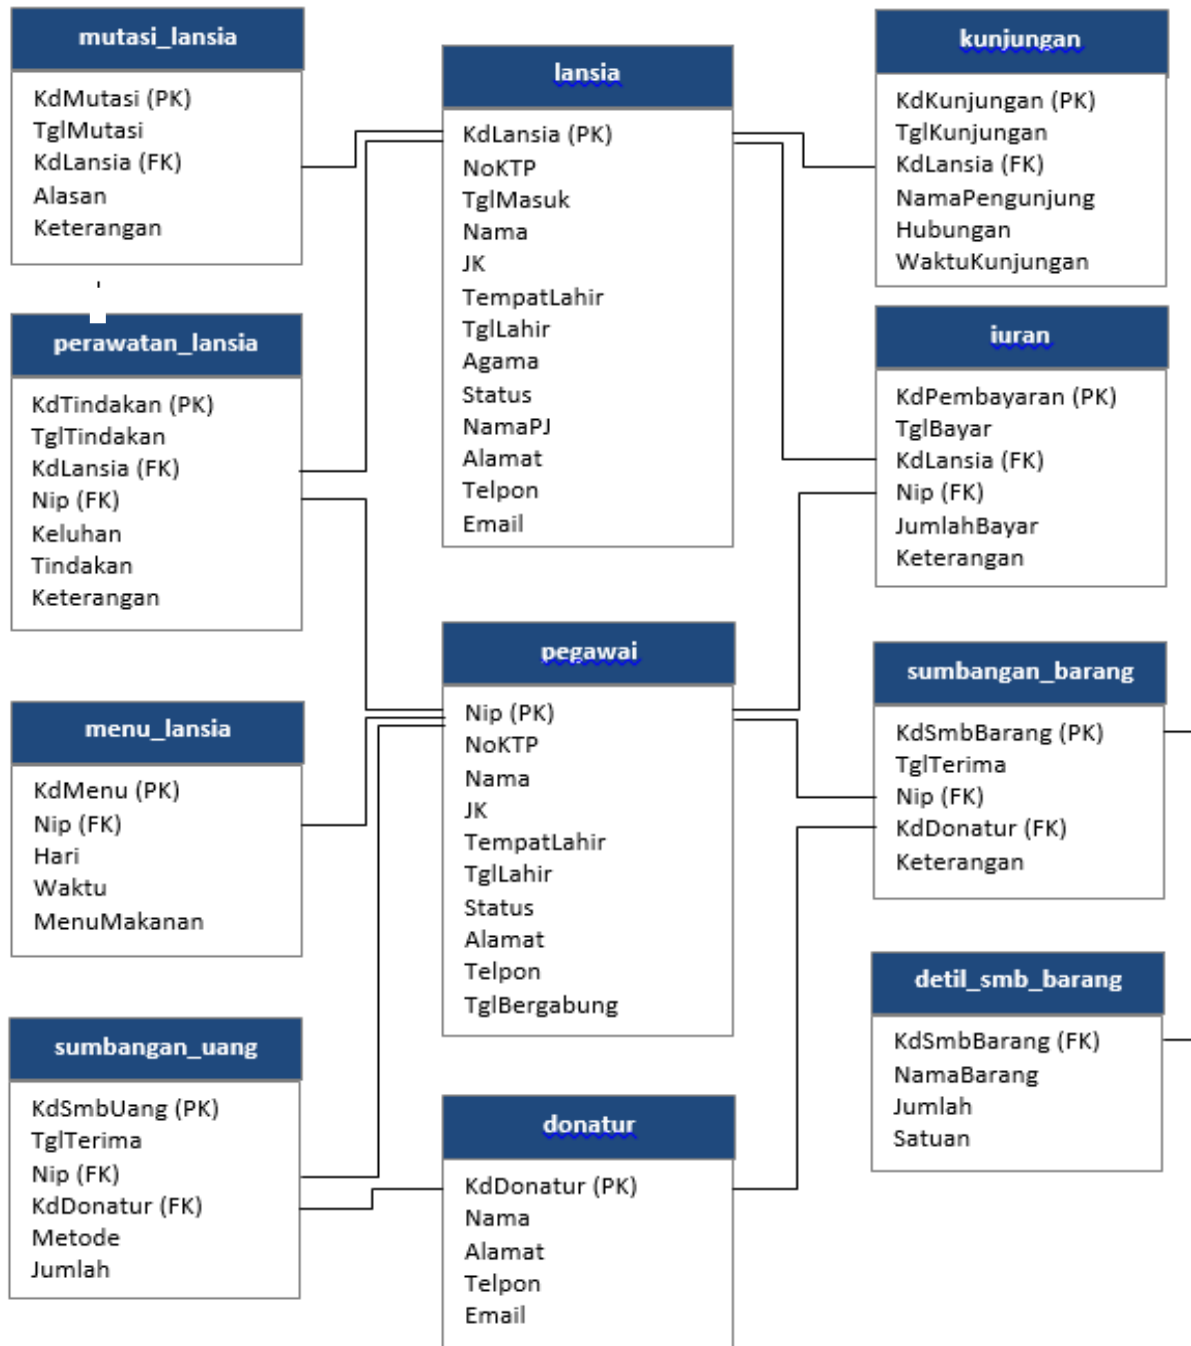 mutasi_lansia
KdMutasi (PK)
TglMutasi
KdLansia (FK)
Alasan
Keterangan
perawatan_lansia
KdTindakan (PK)
TglTindakan
KdLansia (FK)
Nip (FK)
Keluhan
Tindakan
Keterangan
menu_lansia
KdMenu (PK)
Nip (FK)
Hari
Waktu
MenuMakanan
sumbangan_uang
KdSmbUang (PK)
TglTerima
Nip (FK)
KdDonatur (FK)
Metode
Jumlah
lansia
KdLansia (PK)
NoKTP
TglMasuk
Nama
JK
TempatLahir
TglLahir
Agama
Status
NamaPJ
Alamat
Telpon
Email
pegawai
Nip (PK)
NoKTP
Nama
JK
TempatLahir
TglLahir
Status
Alamat
Telpon
TglBergabung
donatur
KdDonatur (PK)
Nama
Alamat
Telpon
Email
kunjungan
KdKunjungan (PK)
TglKunjungan
KdLansia (FK)
NamaPengunjung
Hubungan
WaktuKunjungan
iuran
KdPembayaran (PK)
TglBayar
KdLansia (FK)
Nip (FK)
JumlahBayar
Keterangan
sumbangan_barang
KdSmbBarang (PK)
TglTerima
Nip (FK)
KdDonatur (FK)
Keterangan
detil_smb_barang
KdSmbBarang (FK)
NamaBarang
Jumlah
Satuan